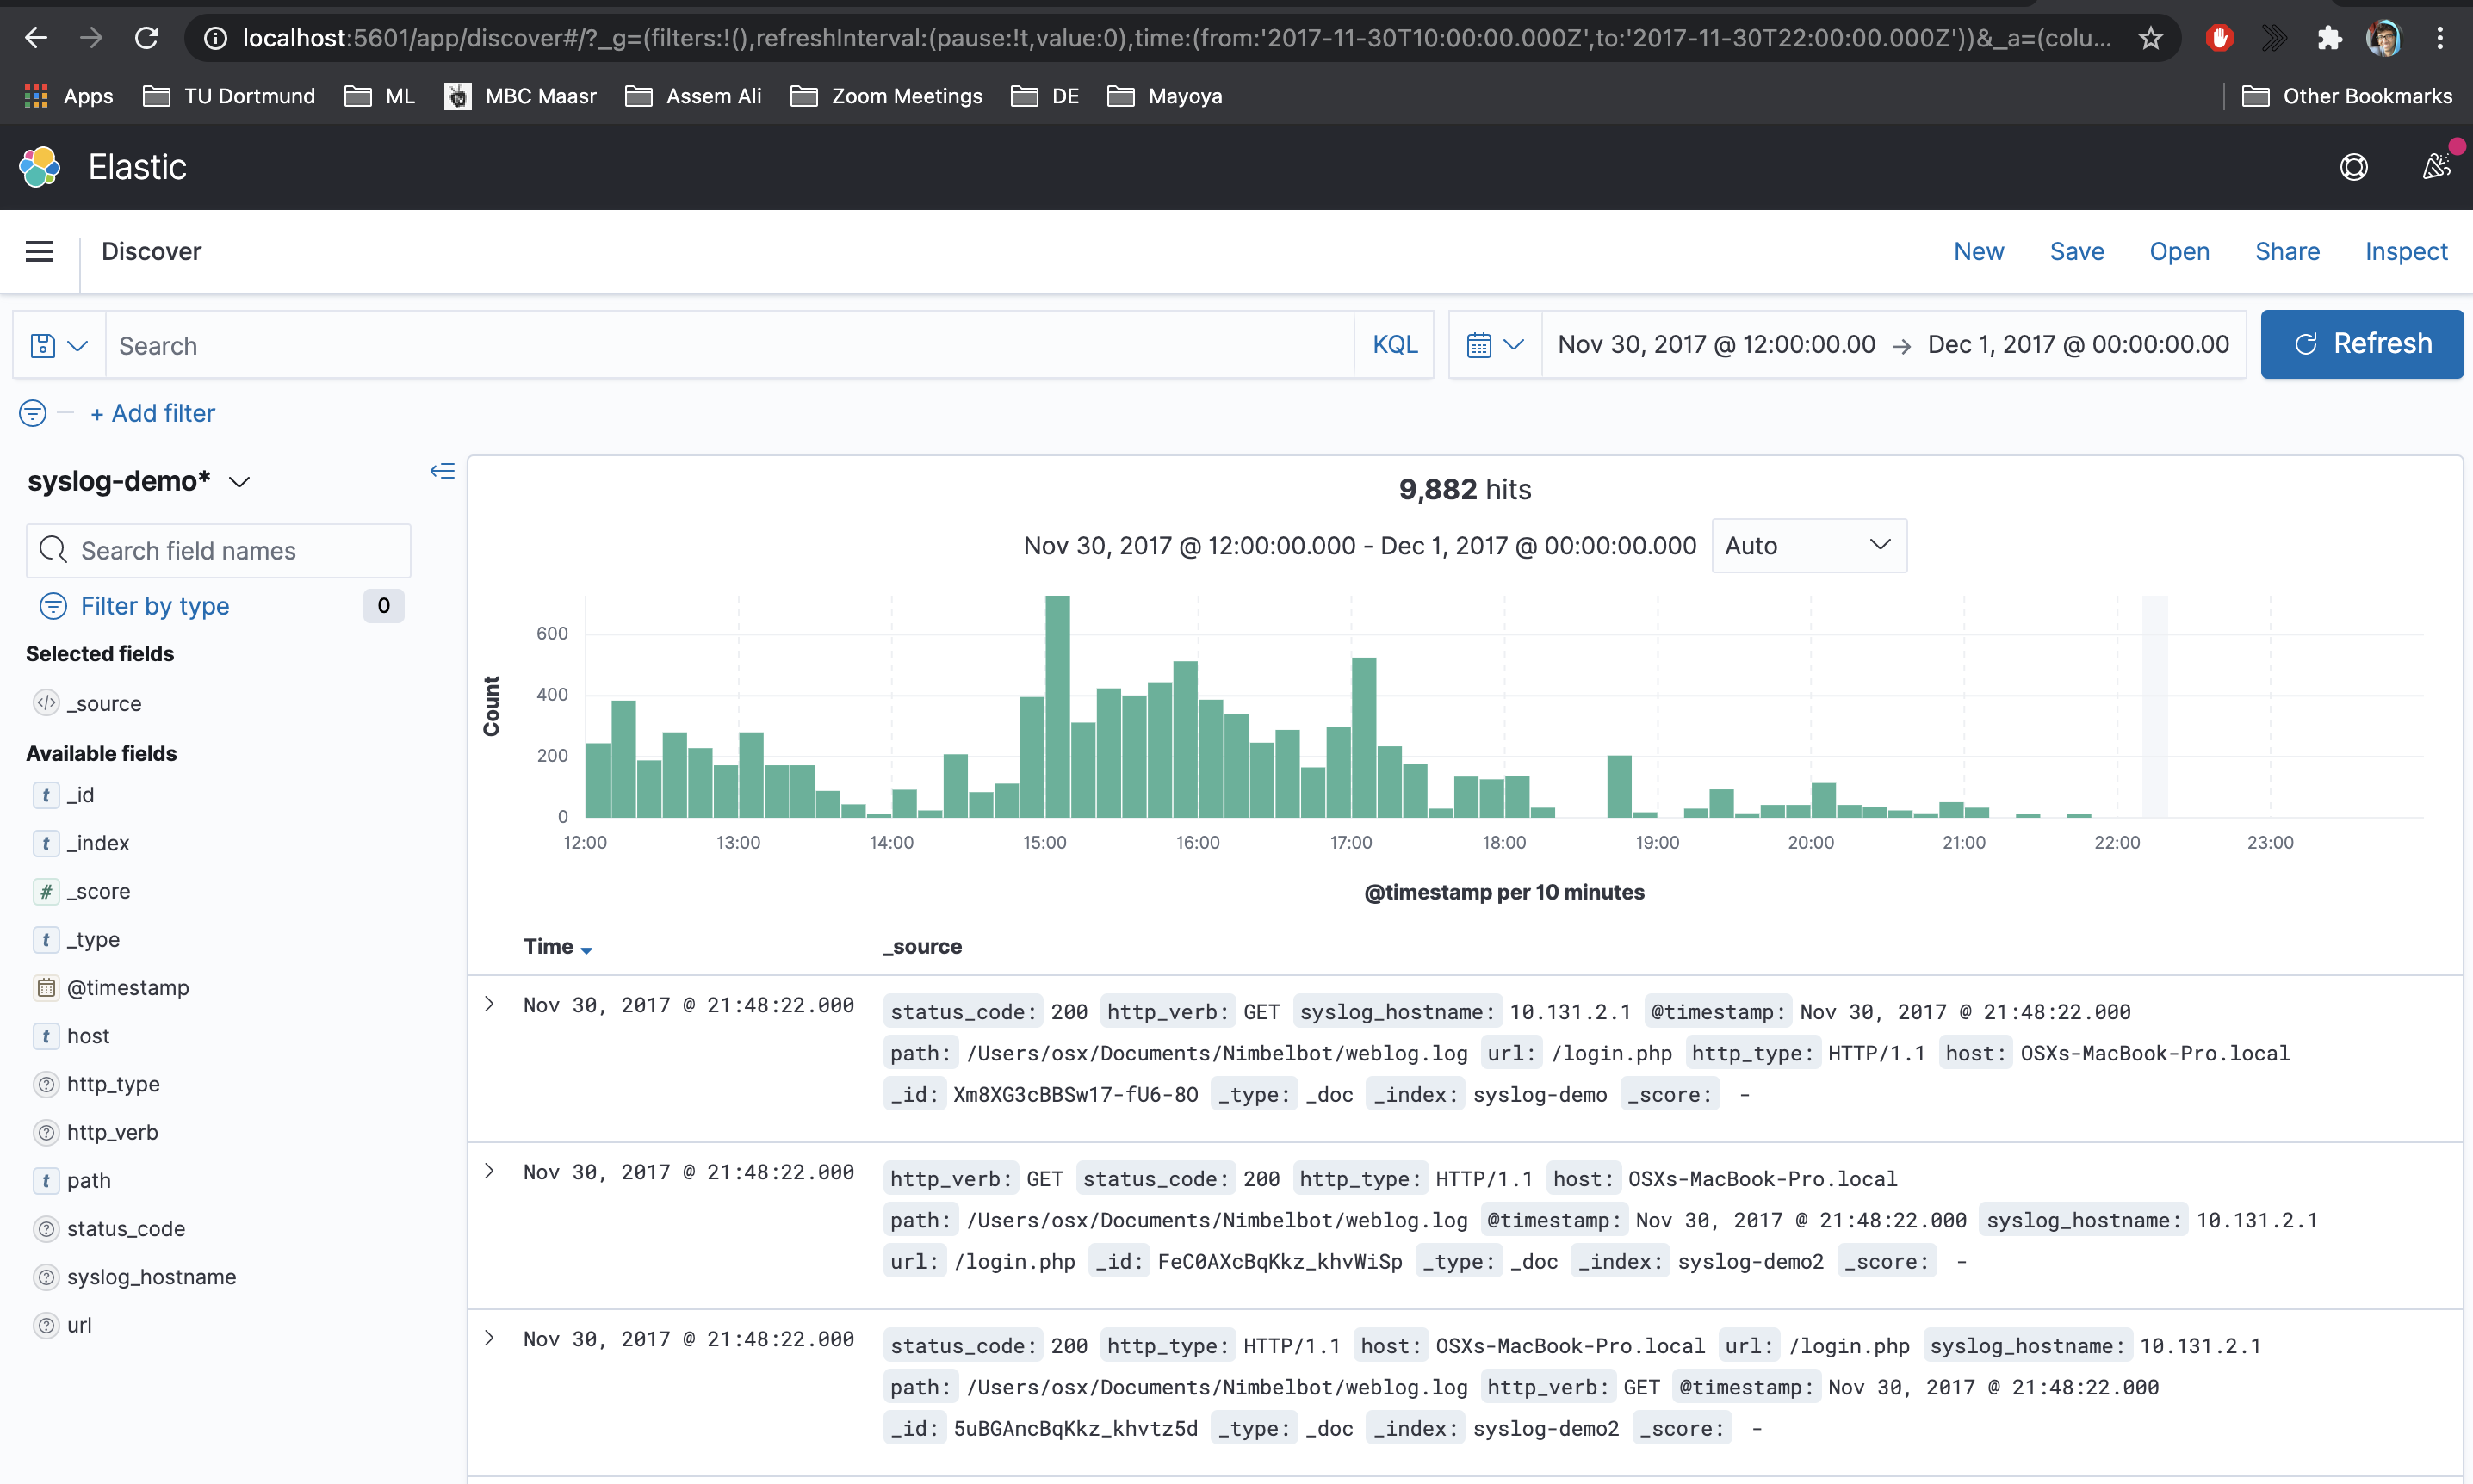 localhost:5601/app/discover#/?_g=(filters:!(),refreshInterval:(pause:!t,value:0),time:(from:'2017-11-30T10:00:00.000Z',to:'2017-11-30T22:00:00.000Z'))&_a=(colu...
Apps TU Dortmund ML MBC Maasr Assem Ali Zoom Meetings DE Mayoya Other Bookmarks
Elastic
Discover New Save Open Share Inspect
Search KQL Nov 30, 2017 @ 12:00:00.00 → Dec 1, 2017 @ 00:00:00.00 Refresh
+ Add filter
syslog-demo*
Search field names
Filter by type 0
Selected fields
_source
Available fields
t _id
t _index
# _score
t _type
@timestamp
t host
? http_type
? http_verb
t path
? status_code
? syslog_hostname
? url
9,882 hits
Nov 30, 2017 @ 12:00:00.000 - Dec 1, 2017 @ 00:00:00.000 Auto
Count
600
400
200
0
12:00 13:00 14:00 15:00 16:00 17:00 18:00 19:00 20:00 21:00 22:00 23:00
@timestamp per 10 minutes
Time _source
Nov 30, 2017 @ 21:48:22.000 status_code: 200 http_verb: GET syslog_hostname: 10.131.2.1 @timestamp: Nov 30, 2017 @ 21:48:22.000
path: /Users/osx/Documents/Nimbelbot/weblog.log url: /login.php http_type: HTTP/1.1 host: OSXs-MacBook-Pro.local
_id: Xm8XG3cBBSw17-fU6-8O _type: _doc _index: syslog-demo _score: -
Nov 30, 2017 @ 21:48:22.000 http_verb: GET status_code: 200 http_type: HTTP/1.1 host: OSXs-MacBook-Pro.local
path: /Users/osx/Documents/Nimbelbot/weblog.log @timestamp: Nov 30, 2017 @ 21:48:22.000 syslog_hostname: 10.131.2.1
url: /login.php _id: FeC0AXcBqKkz_khvWiSp _type: _doc _index: syslog-demo2 _score: -
Nov 30, 2017 @ 21:48:22.000 status_code: 200 http_type: HTTP/1.1 host: OSXs-MacBook-Pro.local url: /login.php syslog_hostname: 10.131.2.1
path: /Users/osx/Documents/Nimbelbot/weblog.log http_verb: GET @timestamp: Nov 30, 2017 @ 21:48:22.000
_id: 5uBGAncBqKkz_khvtz5d _type: _doc _index: syslog-demo2 _score: -